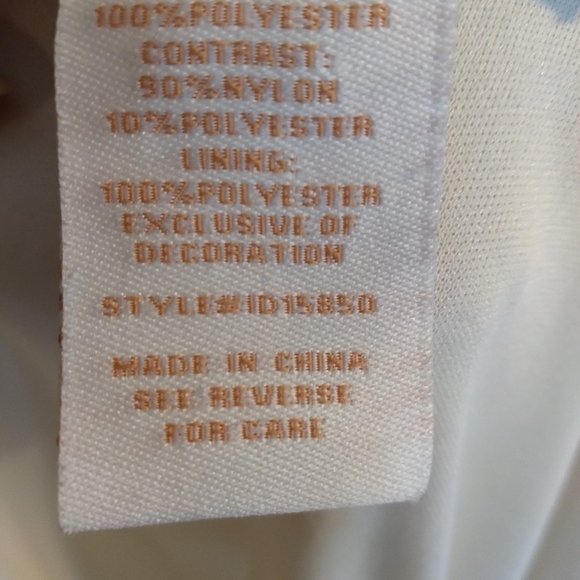 100%POLYESTER
CONTRAST:
90%NYLON
10%POLYESTER
LINING:
100%POLYESTER
EXCLUSIVE OF
DECORATION
STYLE#ID15850
MADE IN CHINA
SEE REVERSE
FOR CARE